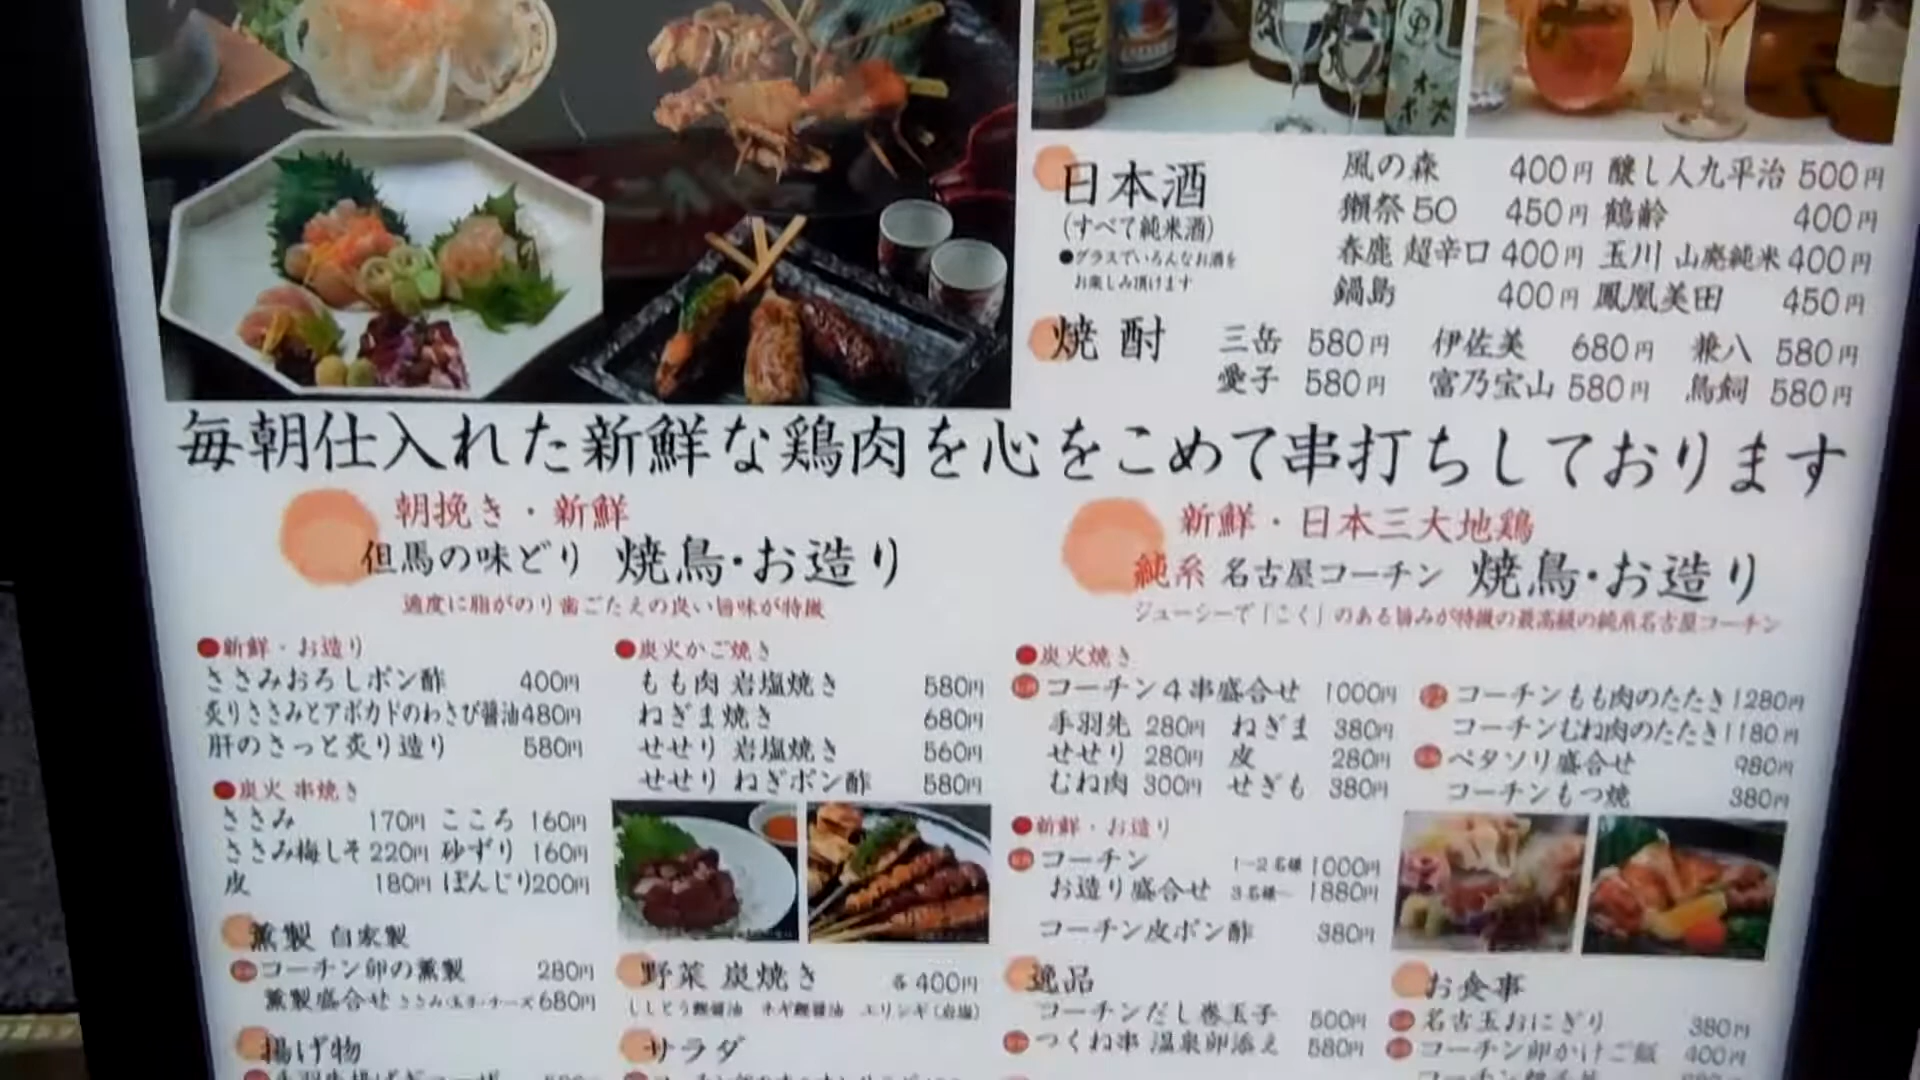 三岳
日本酒
(すべて純米酒)
●グラスでいろんなお酒を
お楽しみ頂けます
風の森 400円 醸し人九平治 500円
獺祭50 450円 鶴齢 400円
春鹿 超辛口 400円 玉川 山廃純米 400円
鍋島 400円 鳳凰美田 450円
焼酎
三岳 580円 伊佐美 680円 兼八 580円
愛子 580円 富乃宝山 580円 鳥飼 580円
毎朝仕入れた新鮮な鶏肉を心をこめて串打ちしております
朝挽き・新鮮
但馬の味どり 焼鳥・お造り
適度に脂がのり歯ごたえの良い旨味が特徴
●新鮮・お造り
ささみおろしポン酢 400円
炙りささみとアボカドのわさび醤油 480円
肝のさっと炙り造り 580円
●炭火 串焼き
ささみ 170円 こころ 160円
ささみ梅しそ 220円 砂ずり 160円
皮 180円 ぼんじり 200円
薫製 自家製
コーチン卵の薫製 280円
薫製盛合せ ささみ・玉子・チーズ 680円
揚げ物
●炭火かご焼き
もも肉 岩塩焼き 580円
ねぎま焼き 680円
せせり 岩塩焼き 560円
せせり ねぎポン酢 580円
野菜 炭焼き 各400円
ししとう鰹醤油 ネギ鰹醤油 エリンギ(岩塩)
サラダ
新鮮・日本三大地鶏
純系 名古屋コーチン 焼鳥・お造り
ジューシーで「こく」のある旨みが特徴の最高級の純系名古屋コーチン
●炭火焼き
コーチン4串盛合せ 1000円
手羽先 280円 ねぎま 380円
せせり 280円 皮 280円
むね肉 300円 せぎも 380円
コーチンもも肉のたたき 1280円
コーチンむね肉のたたき 1180円
ペタソリ盛合せ 980円
コーチンもつ焼 380円
●新鮮・お造り
コーチン 1〜2名様 1000円
お造り盛合せ 3名様〜 1880円
コーチン皮ポン酢 380円
逸品
コーチンだし巻玉子 500円
つくね串 温泉卵添え 580円
お食事
名古玉おにぎり 380円
コーチン卵かけご飯 400円